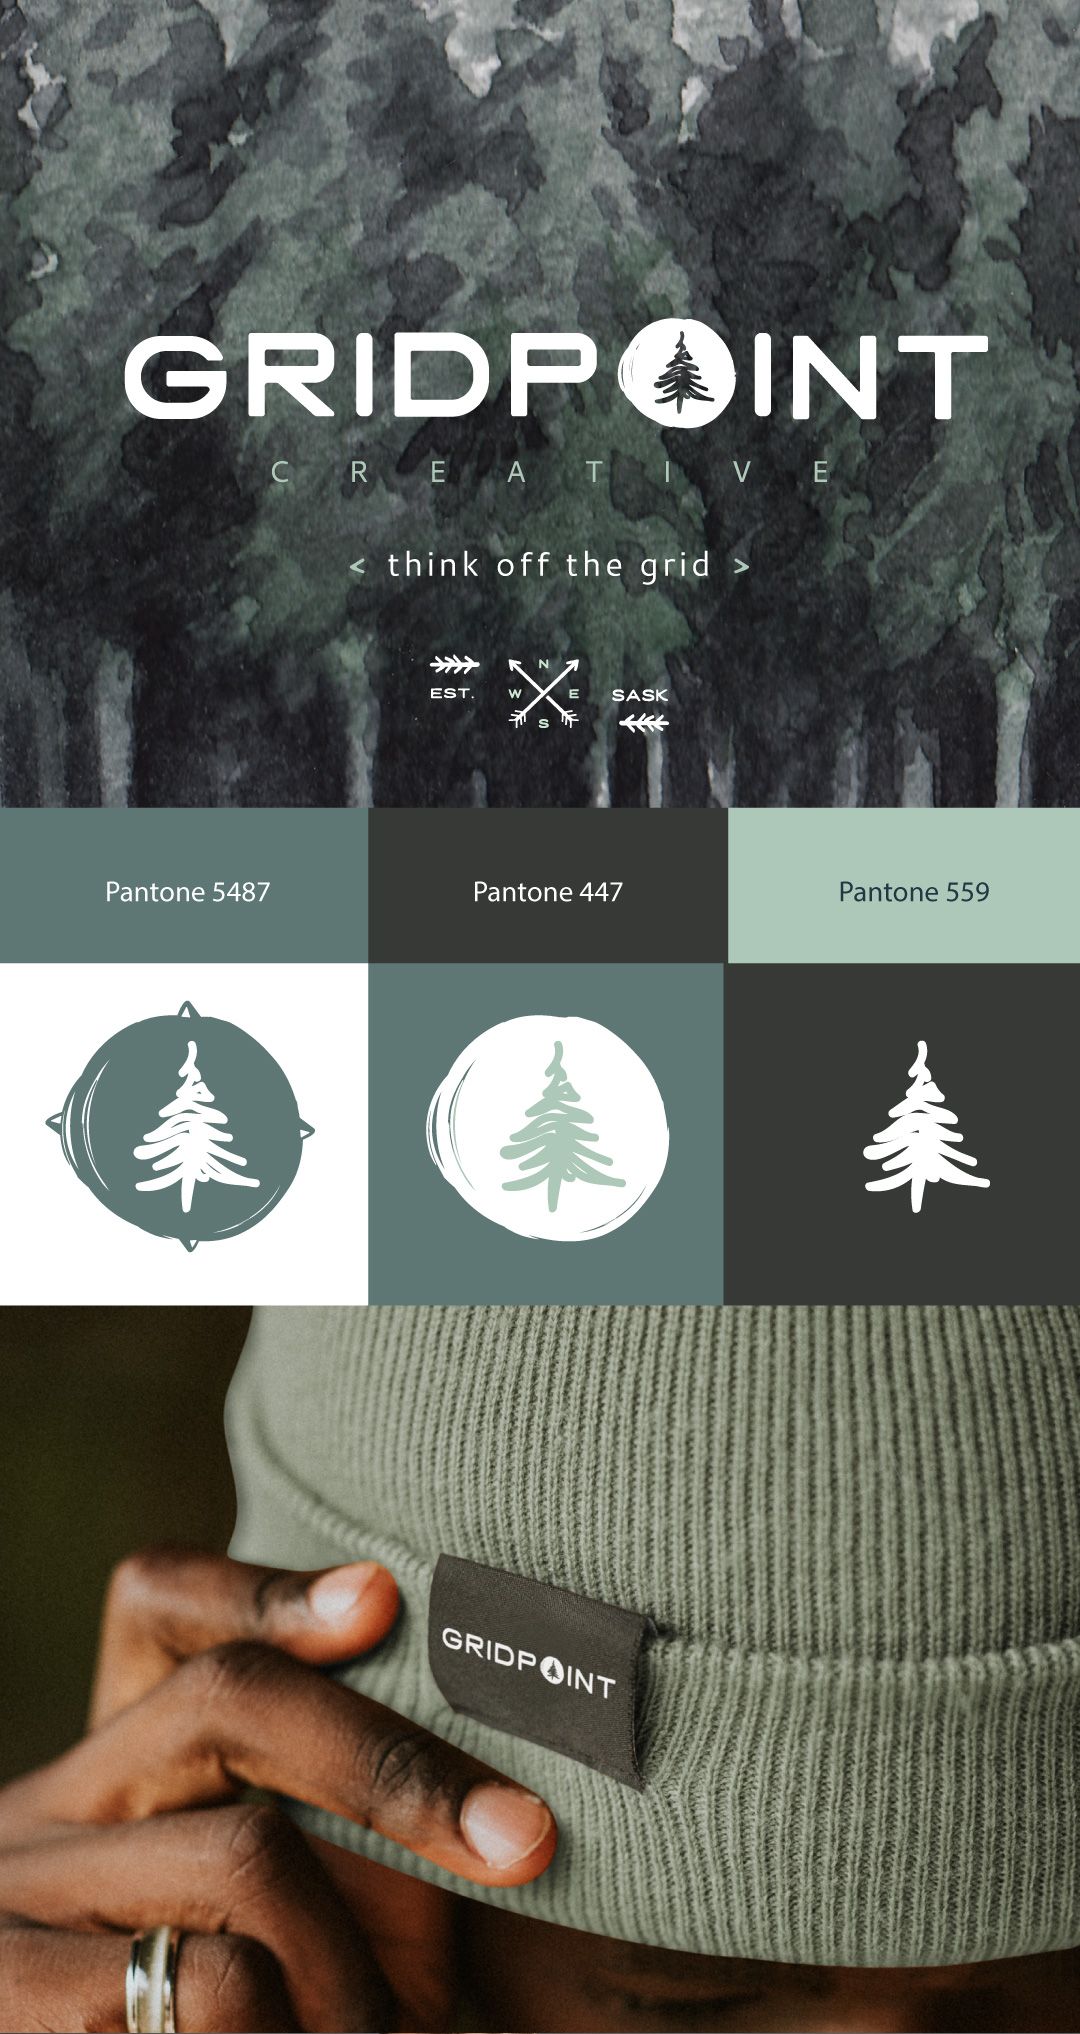 GRIDPOINT
CREATIVE
< think off the grid >
N
EST. W E SASK
S
Pantone 5487 Pantone 447 Pantone 559
GRIDPOINT